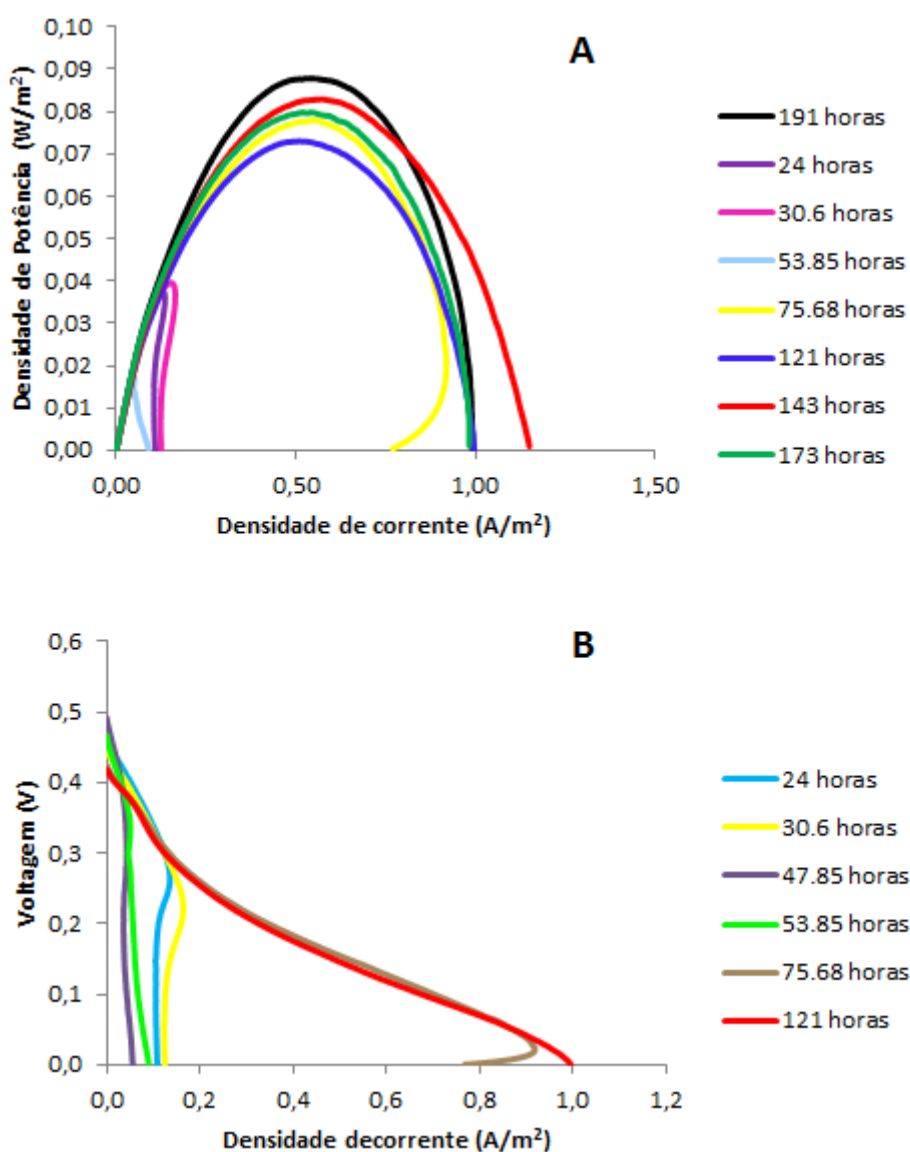 A
Densidade de Potência (W/m²)
0,10
0,09
0,08
0,07
0,06
0,05
0,04
0,03
0,02
0,01
0,00
0,00 0,50 1,00 1,50
Densidade de corrente (A/m²)
191 horas
24 horas
30.6 horas
53.85 horas
75.68 horas
121 horas
143 horas
173 horas
B
Voltagem (V)
0,6
0,5
0,4
0,3
0,2
0,1
0,0
0,0 0,2 0,4 0,6 0,8 1,0 1,2
Densidade decorrente (A/m²)
24 horas
30.6 horas
47.85 horas
53.85 horas
75.68 horas
121 horas